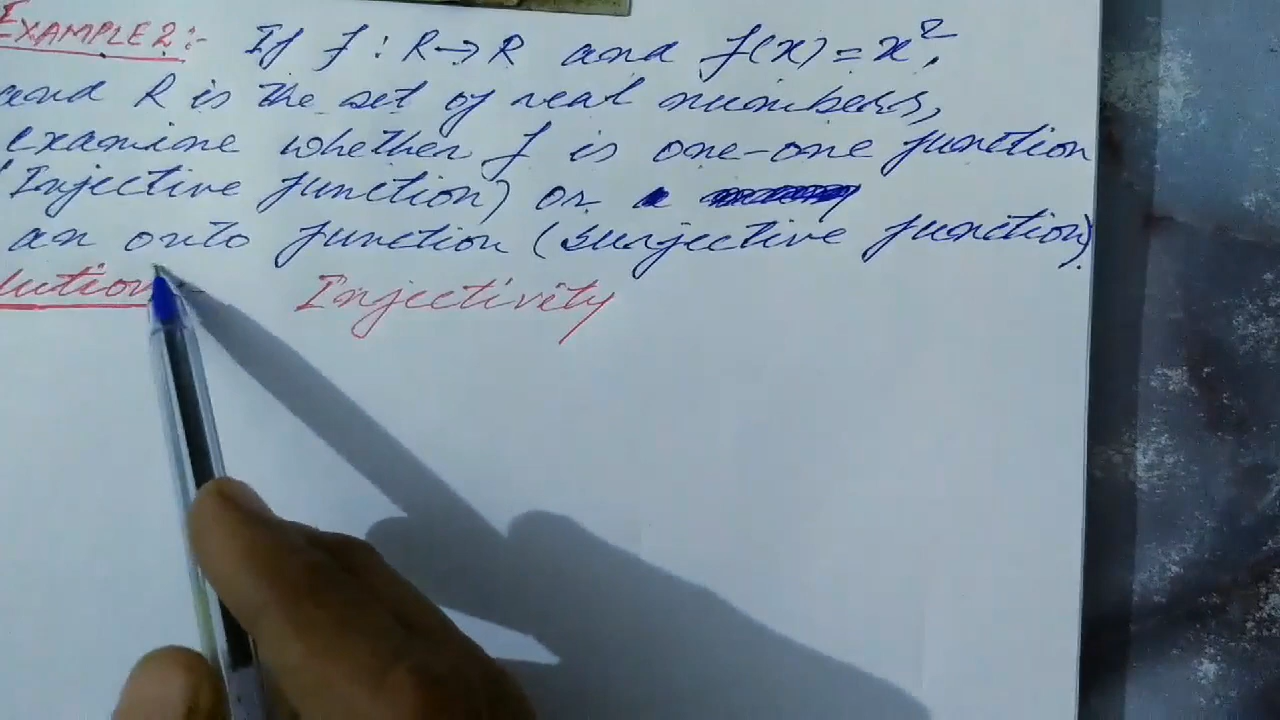 EXAMPLE 2:- If f : R→R and f(x) = x²,
and R is the set of real numbers,
examine whether f is one-one function
(Injective function) or a
an onto function (surjective function).
lution Injectivity